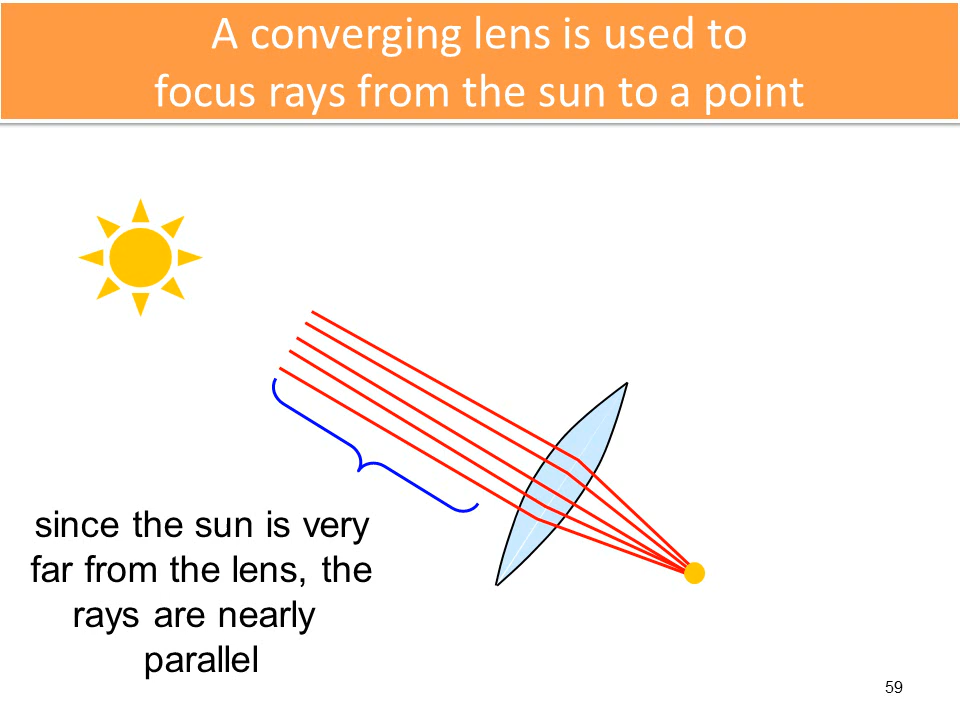 A converging lens is used to
focus rays from the sun to a point
since the sun is very
far from the lens, the
rays are nearly
parallel
59